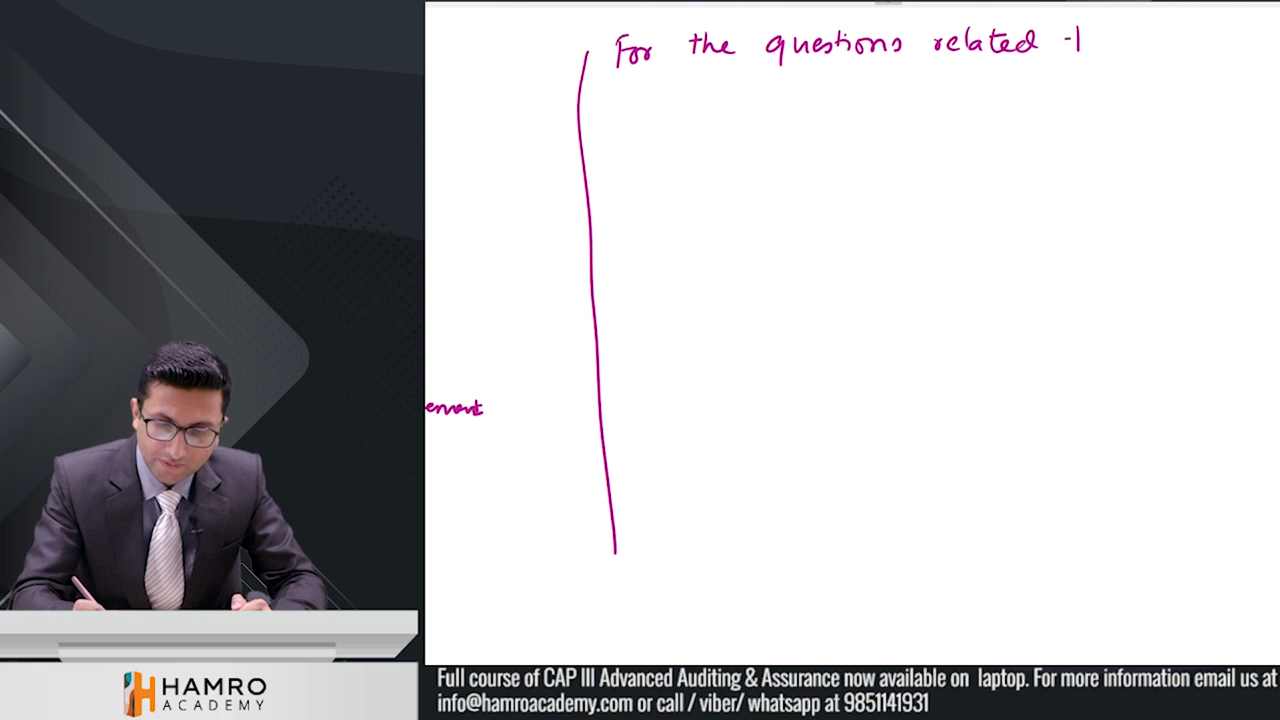 For the questions related
ement
HAMRO
ACADEMY
Full course of CAP III Advanced Auditing & Assurance now available on laptop. For more information email us at
info@hamroacademy.com or call / viber/ whatsapp at 9851141931